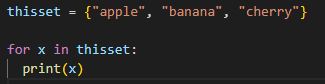 thisset = {"apple", "banana", "cherry"}
for x in thisset:
  print(x)